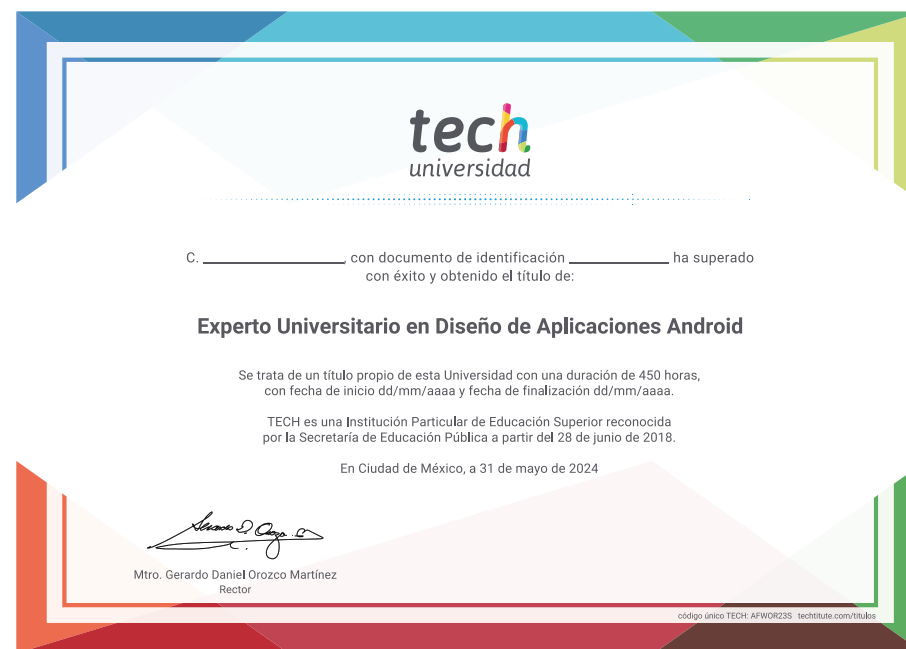 tech
universidad
C. ____________________, con documento de identificación ______________ ha superado
con éxito y obtenido el título de:
Experto Universitario en Diseño de Aplicaciones Android
Se trata de un título propio de esta Universidad con una duración de 450 horas,
con fecha de inicio dd/mm/aaaa y fecha de finalización dd/mm/aaaa.
TECH es una Institución Particular de Educación Superior reconocida
por la Secretaría de Educación Pública a partir del 28 de junio de 2018.
En Ciudad de México, a 31 de mayo de 2024
Mtro. Gerardo Daniel Orozco Martínez
Rector
código único TECH: AFWOR23S techtitute.com/titulos